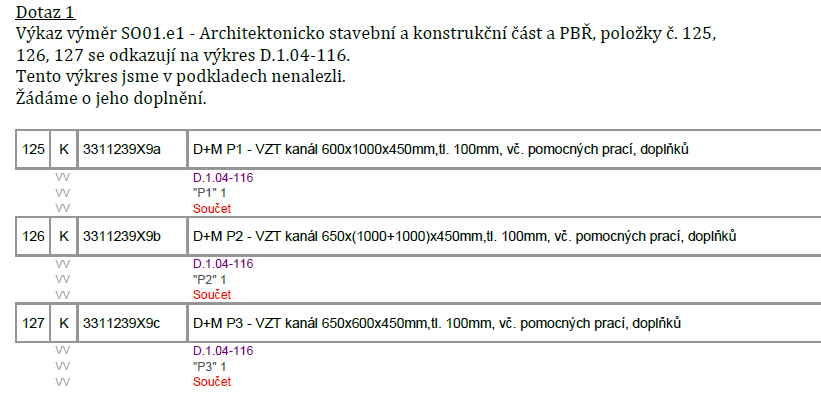 Dotaz 1
Výkaz výměr SO01.e1 - Architektonicko stavební a konstrukční část a PBŘ, položky č. 125,
126, 127 se odkazují na výkres D.1.04-116.
Tento výkres jsme v podkladech nenalezli.
Žádáme o jeho doplnění.
125 K 3311239X9a D+M P1 - VZT kanál 600x1000x450mm,tl. 100mm, vč. pomocných prací, doplňků
VV D.1.04-116
VV "P1" 1
VV Součet
126 K 3311239X9b D+M P2 - VZT kanál 650x(1000+1000)x450mm,tl. 100mm, vč. pomocných prací, doplňků
VV D.1.04-116
VV "P2" 1
VV Součet
127 K 3311239X9c D+M P3 - VZT kanál 650x600x450mm,tl. 100mm, vč. pomocných prací, doplňků
VV D.1.04-116
VV "P3" 1
VV Součet